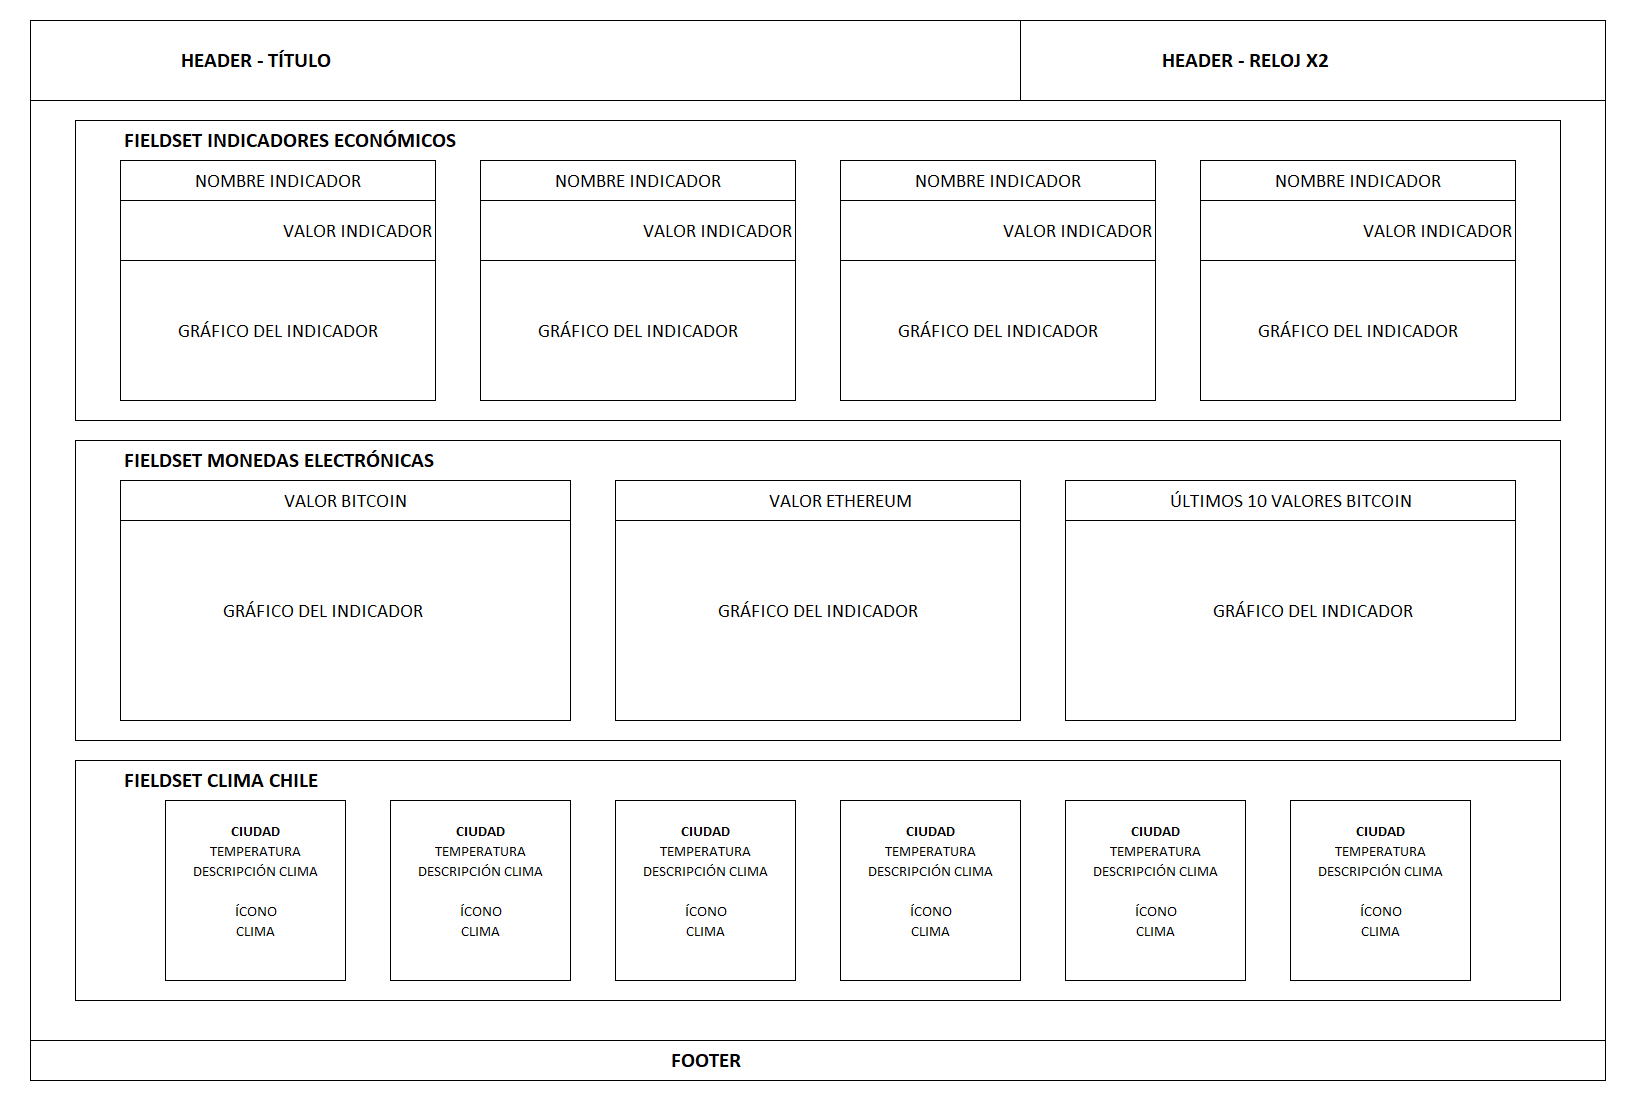 HEADER - TÍTULO
HEADER - RELOJ X2
FIELDSET INDICADORES ECONÓMICOS
NOMBRE INDICADOR
NOMBRE INDICADOR
NOMBRE INDICADOR
NOMBRE INDICADOR
VALOR INDICADOR
VALOR INDICADOR
VALOR INDICADOR
VALOR INDICADOR
GRÁFICO DEL INDICADOR
GRÁFICO DEL INDICADOR
GRÁFICO DEL INDICADOR
GRÁFICO DEL INDICADOR
FIELDSET MONEDAS ELECTRÓNICAS
VALOR BITCOIN
VALOR ETHEREUM
ÚLTIMOS 10 VALORES BITCOIN
GRÁFICO DEL INDICADOR
GRÁFICO DEL INDICADOR
GRÁFICO DEL INDICADOR
FIELDSET CLIMA CHILE
CIUDAD
TEMPERATURA
DESCRIPCIÓN CLIMA
ÍCONO
CLIMA
CIUDAD
TEMPERATURA
DESCRIPCIÓN CLIMA
ÍCONO
CLIMA
CIUDAD
TEMPERATURA
DESCRIPCIÓN CLIMA
ÍCONO
CLIMA
CIUDAD
TEMPERATURA
DESCRIPCIÓN CLIMA
ÍCONO
CLIMA
CIUDAD
TEMPERATURA
DESCRIPCIÓN CLIMA
ÍCONO
CLIMA
CIUDAD
TEMPERATURA
DESCRIPCIÓN CLIMA
ÍCONO
CLIMA
FOOTER